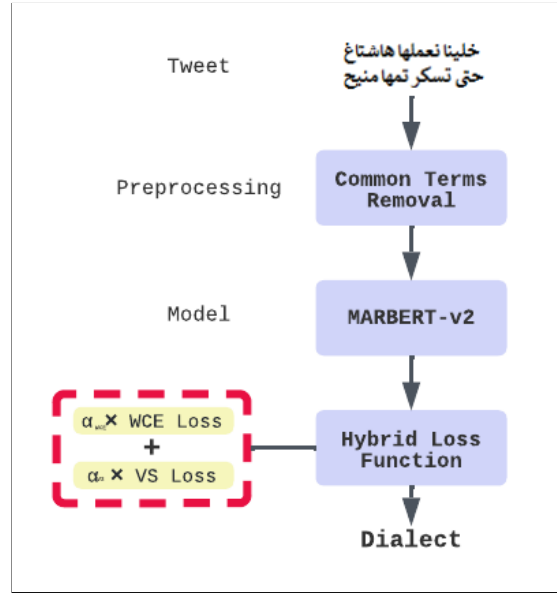 Tweet
خلينا نعملها هاشتاغ
حتى تسكر تمها منيح
Preprocessing
Common Terms
Removal
Model
MARBERT-v2
α × WCE Loss
+
α × VS Loss
Hybrid Loss
Function
Dialect